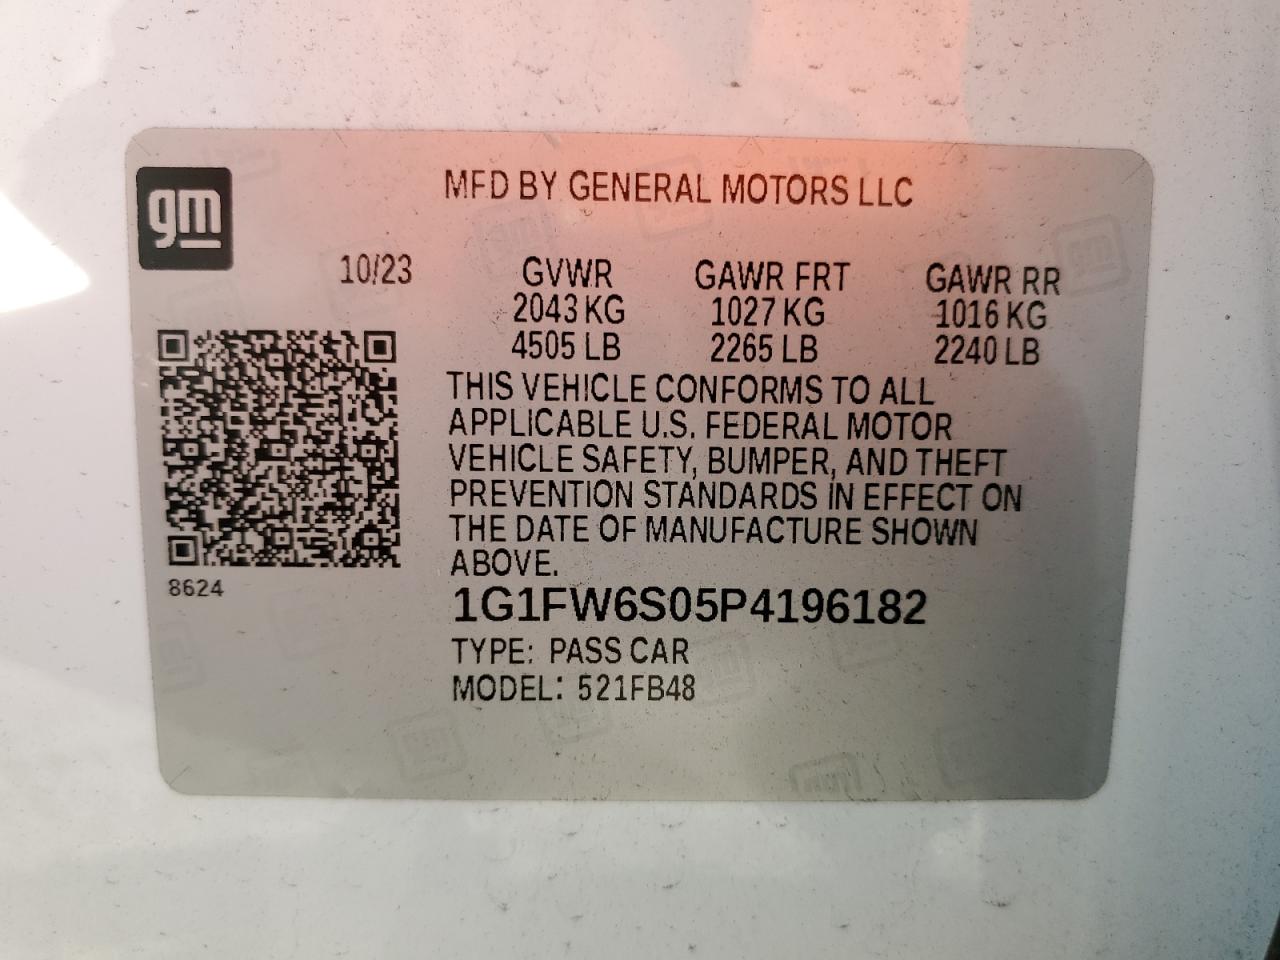 gm
MFD BY GENERAL MOTORS LLC
10/23 GVWR GAWR FRT GAWR RR
2043 KG 1027 KG 1016 KG
4505 LB 2265 LB 2240 LB
THIS VEHICLE CONFORMS TO ALL
APPLICABLE U.S. FEDERAL MOTOR
VEHICLE SAFETY, BUMPER, AND THEFT
PREVENTION STANDARDS IN EFFECT ON
THE DATE OF MANUFACTURE SHOWN
ABOVE.
8624
1G1FW6S05P4196182
TYPE: PASS CAR
MODEL: 521FB48